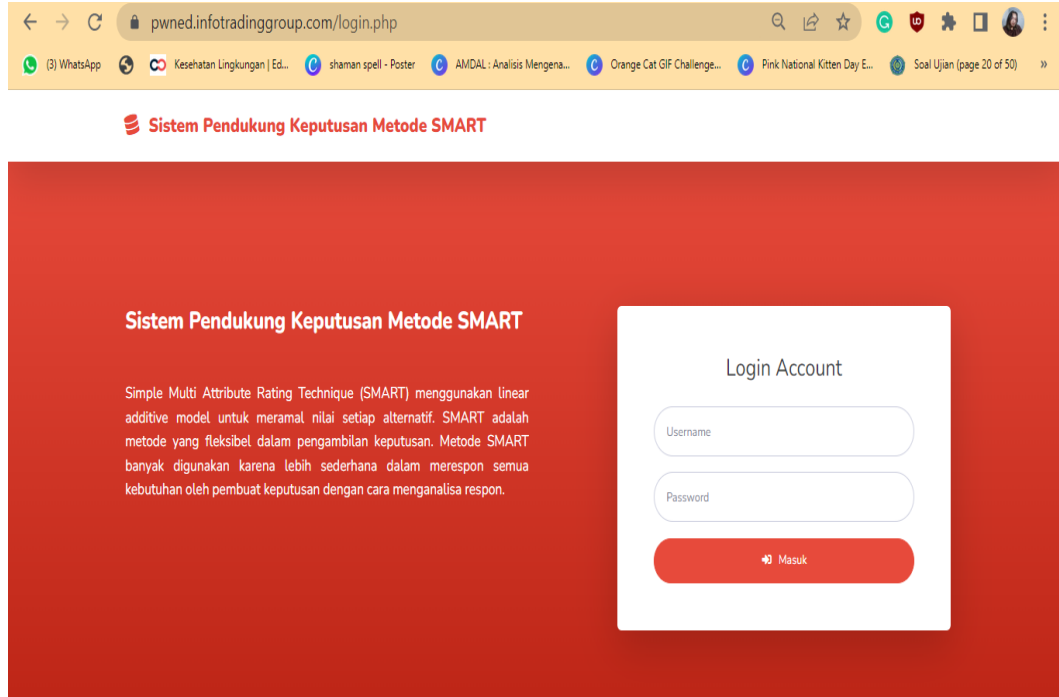 pwned.infotradinggroup.com/login.php
(3) WhatsApp
Kesehatan Lingkungan | Ed...
shaman spell - Poster
AMDAL : Analisis Mengena...
Orange Cat GIF Challenge...
Pink National Kitten Day E...
Soal Ujian (page 20 of 50)
»
Sistem Pendukung Keputusan Metode SMART
Sistem Pendukung Keputusan Metode SMART
Simple Multi Attribute Rating Technique (SMART) menggunakan linear
additive model untuk meramal nilai setiap alternatif. SMART adalah
metode yang fleksibel dalam pengambilan keputusan. Metode SMART
banyak digunakan karena lebih sederhana dalam merespon semua
kebutuhan oleh pembuat keputusan dengan cara menganalisa respon.
Login Account
Username
Password
Masuk